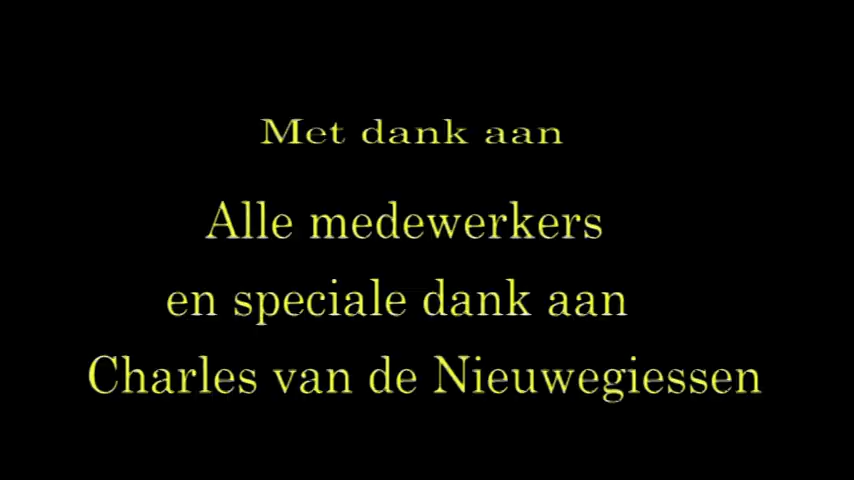 Met dank aan
Alle medewerkers
en speciale dank aan
Charles van de Nieuwegiessen